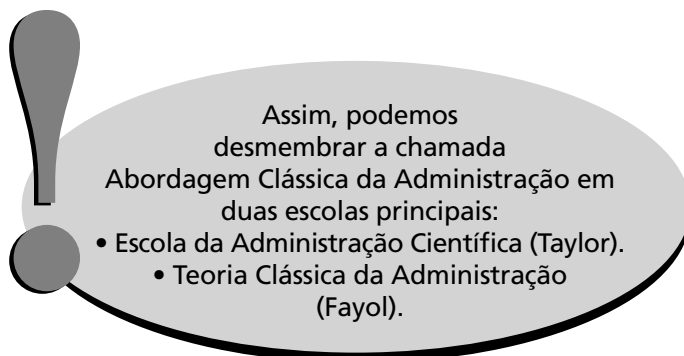 Assim, podemos
desmembrar a chamada
Abordagem Clássica da Administração em
duas escolas principais:
• Escola da Administração Científica (Taylor).
• Teoria Clássica da Administração
(Fayol).